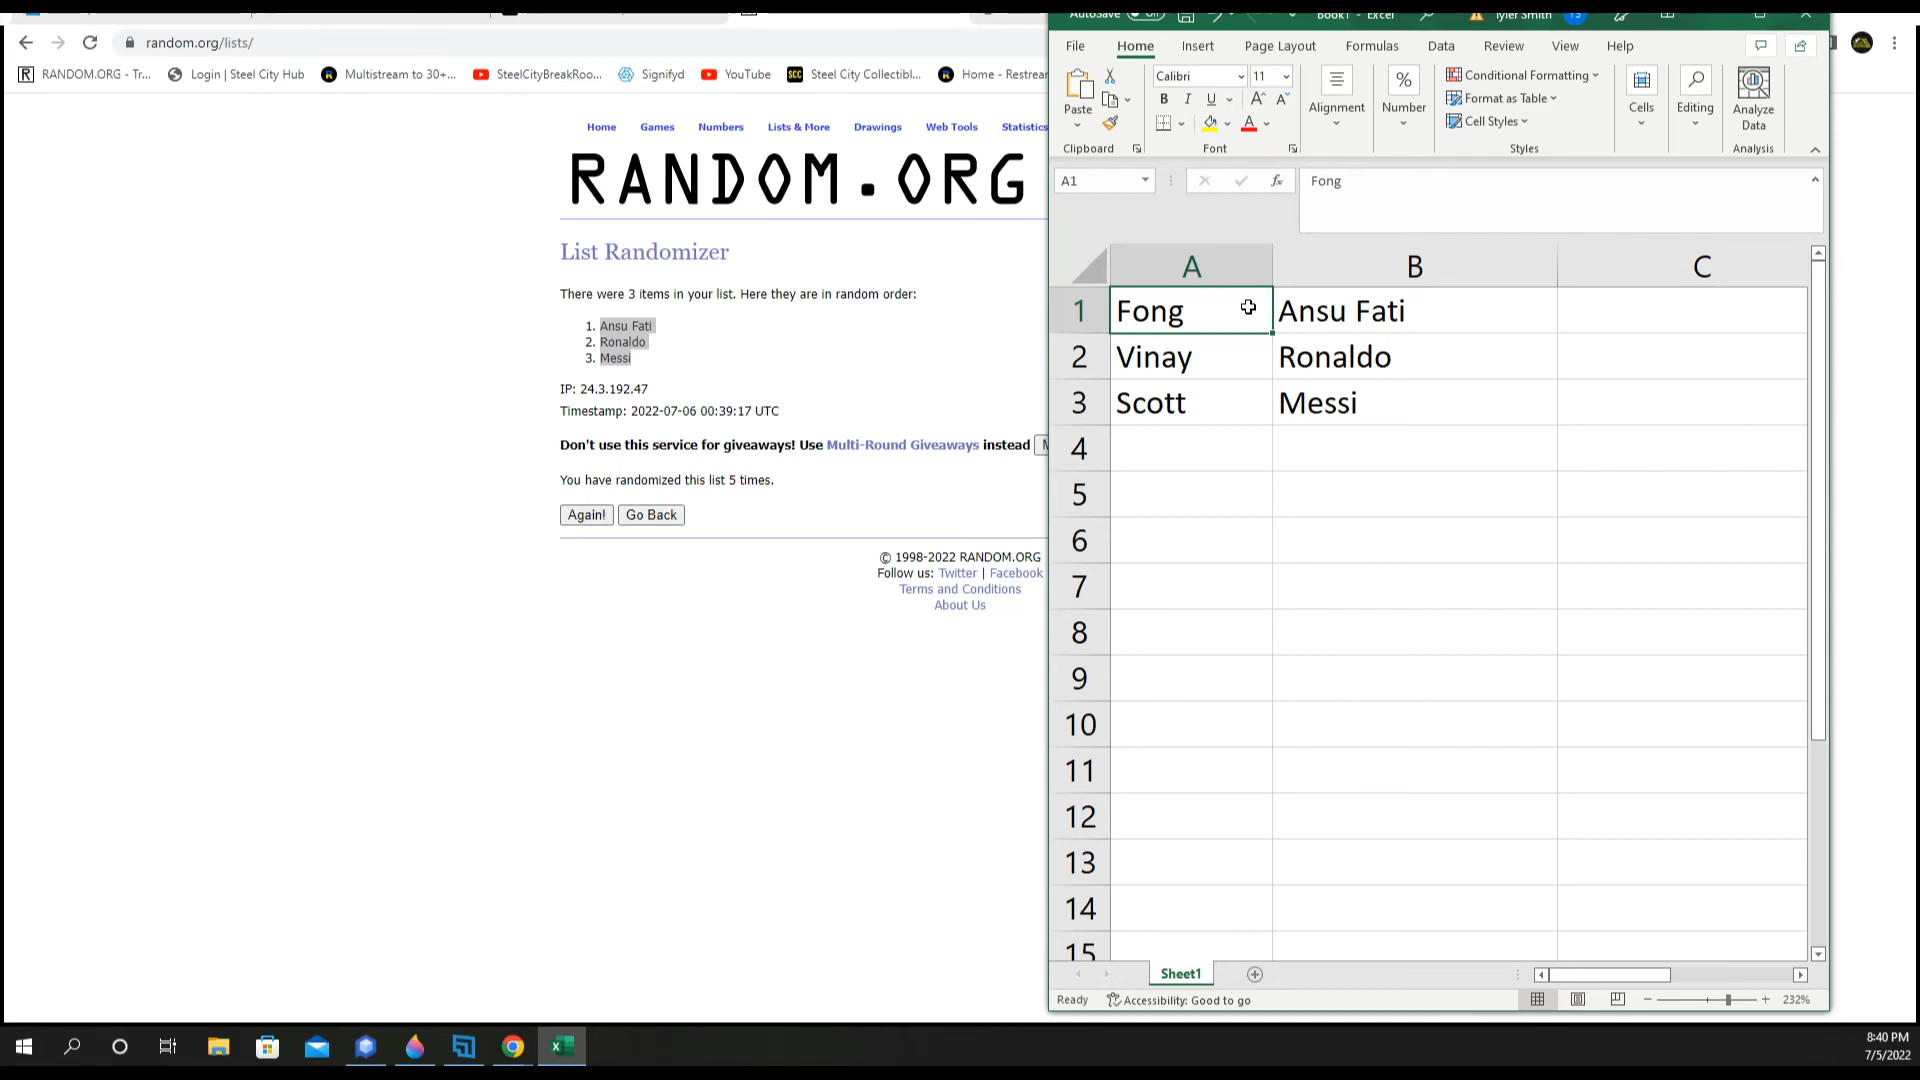 AutoSave Off Book1 - Excel Tyler Smith TS
random.org/lists/
RANDOM.ORG - Tr... Login | Steel City Hub Multistream to 30+... SteelCityBreakRoo... Signifyd YouTube SCC Steel City Collectibl... Home - Restrear
Home Games Numbers Lists & More Drawings Web Tools Statistics
RANDOM.ORG
List Randomizer
There were 3 items in your list. Here they are in random order:
1. Ansu Fati
2. Ronaldo
3. Messi
IP: 24.3.192.47
Timestamp: 2022-07-06 00:39:17 UTC
Don't use this service for giveaways! Use Multi-Round Giveaways instead
You have randomized this list 5 times.
Again! Go Back
© 1998-2022 RANDOM.ORG
Follow us: Twitter | Facebook
Terms and Conditions
About Us
File Home Insert Page Layout Formulas Data Review View Help
Paste
Calibri 11
B I U A A
A
Alignment
Number
%
Conditional Formatting
Format as Table
Cell Styles
Cells
Editing
Analyze
Data
Clipboard Font Styles Analysis
A1 fx Fong
A B C
1 Fong Ansu Fati
2 Vinay Ronaldo
3 Scott Messi
4
5
6
7
8
9
10
11
12
13
14
15
Sheet1
Ready Accessibility: Good to go 232%
8:40 PM
7/5/2022